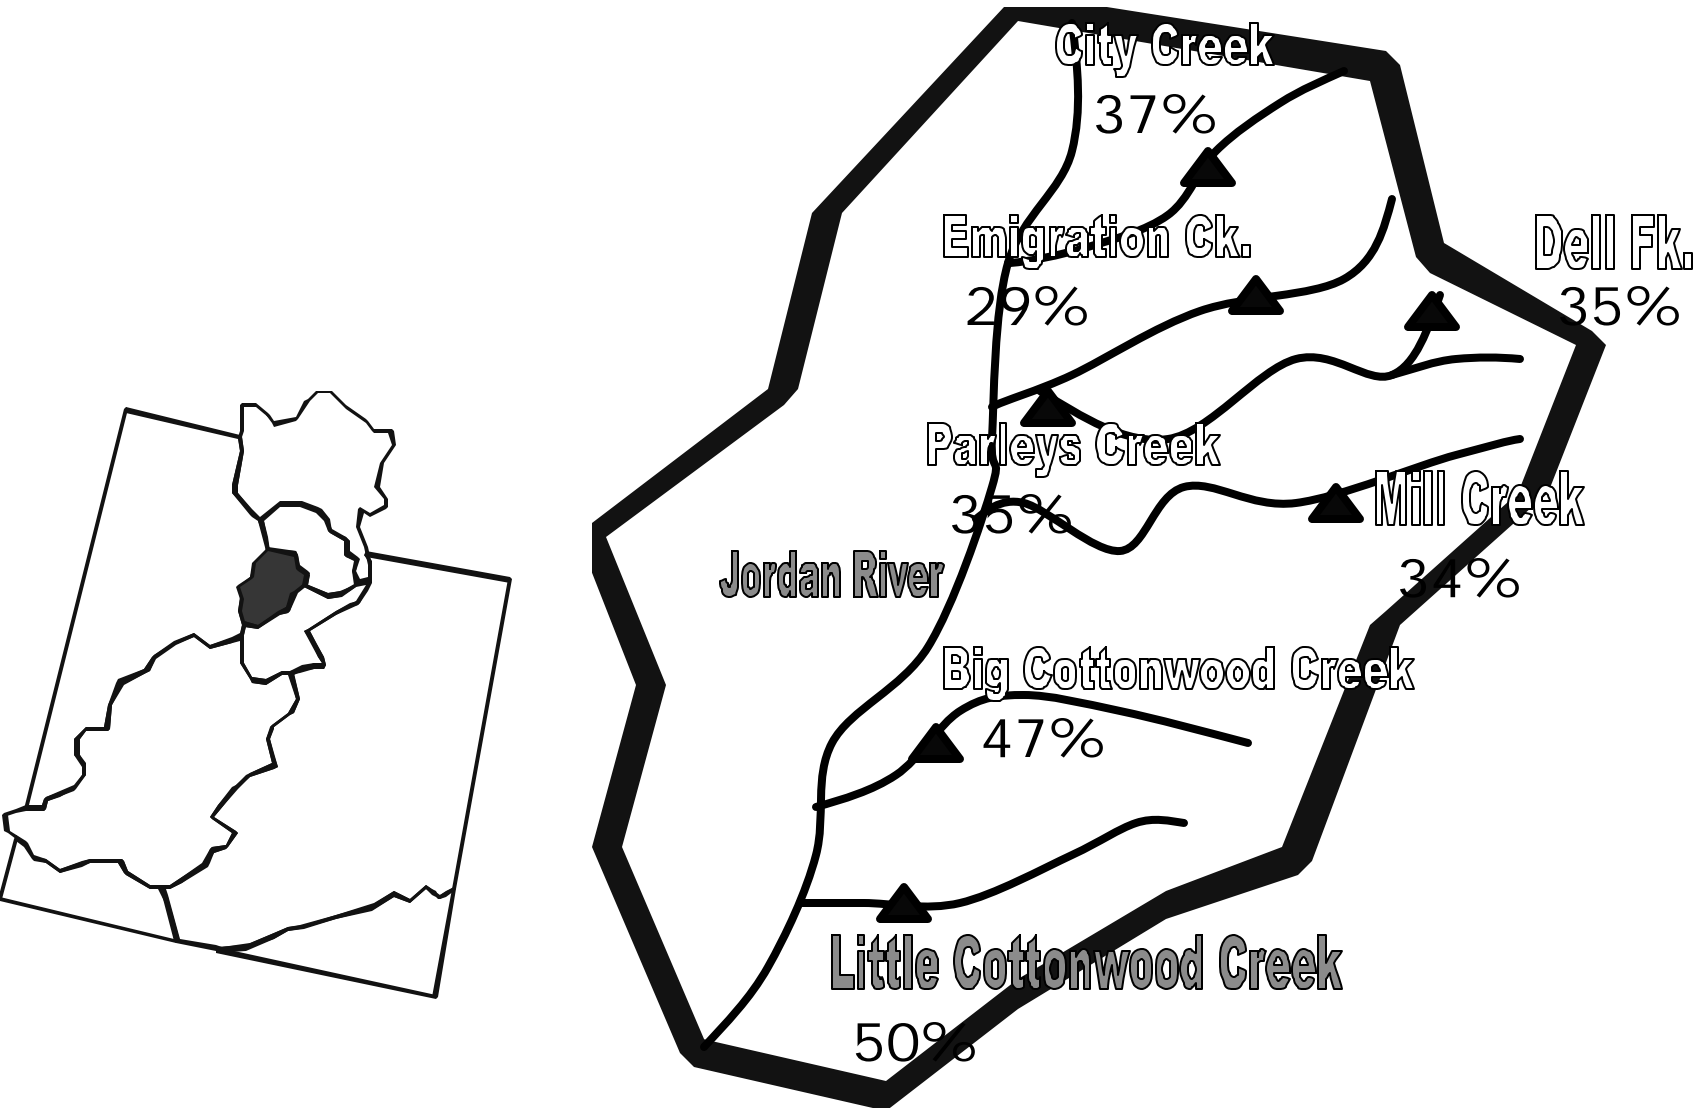 City Creek
37%
Emigration Ck.
29%
Dell Fk.
35%
Parleys Creek
35%
Mill Creek
34%
Jordan River
Big Cottonwood Creek
47%
Little Cottonwood Creek
50%